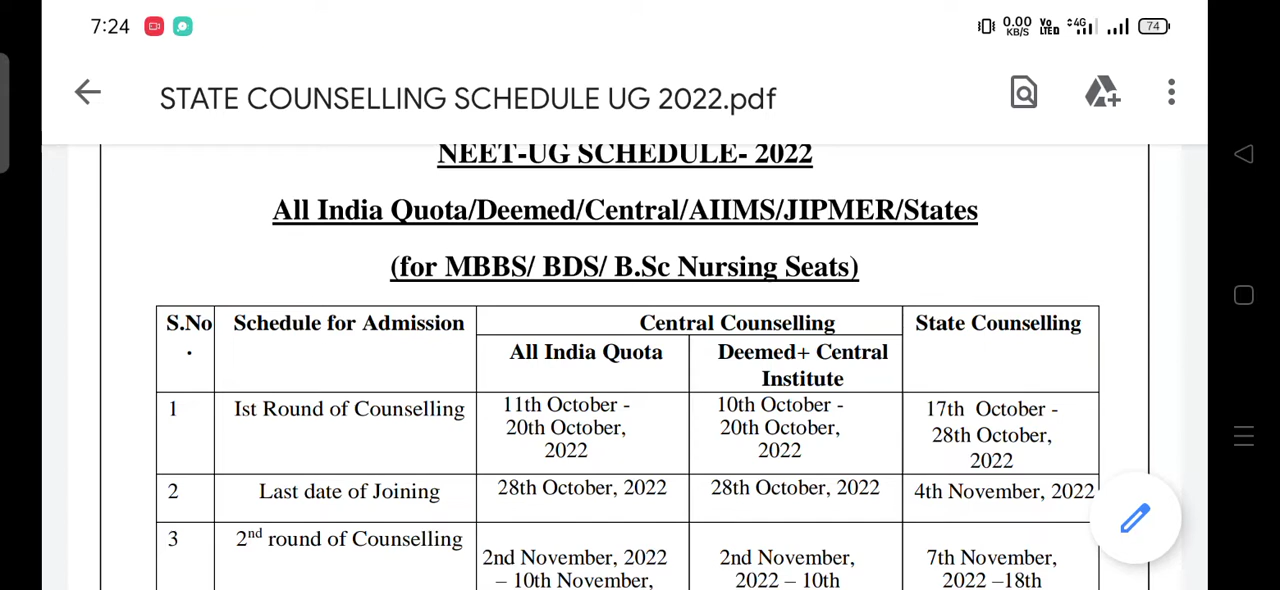 7:24 0.00 KB/S Vo LTE 4G 74
STATE COUNSELLING SCHEDULE UG 2022.pdf
NEET-UG SCHEDULE- 2022
All India Quota/Deemed/Central/AIIMS/JIPMER/States
(for MBBS/ BDS/ B.Sc Nursing Seats)
S.No. Schedule for Admission Central Counselling State Counselling
All India Quota Deemed+ Central
Institute
1 Ist Round of Counselling 11th October - 10th October - 17th October -
20th October, 20th October, 28th October,
2022 2022 2022
2 Last date of Joining 28th October, 2022 28th October, 2022 4th November, 2022
3 2nd round of Counselling
2nd November, 2022 2nd November, 7th November,
– 10th November, 2022 – 10th 2022 –18th